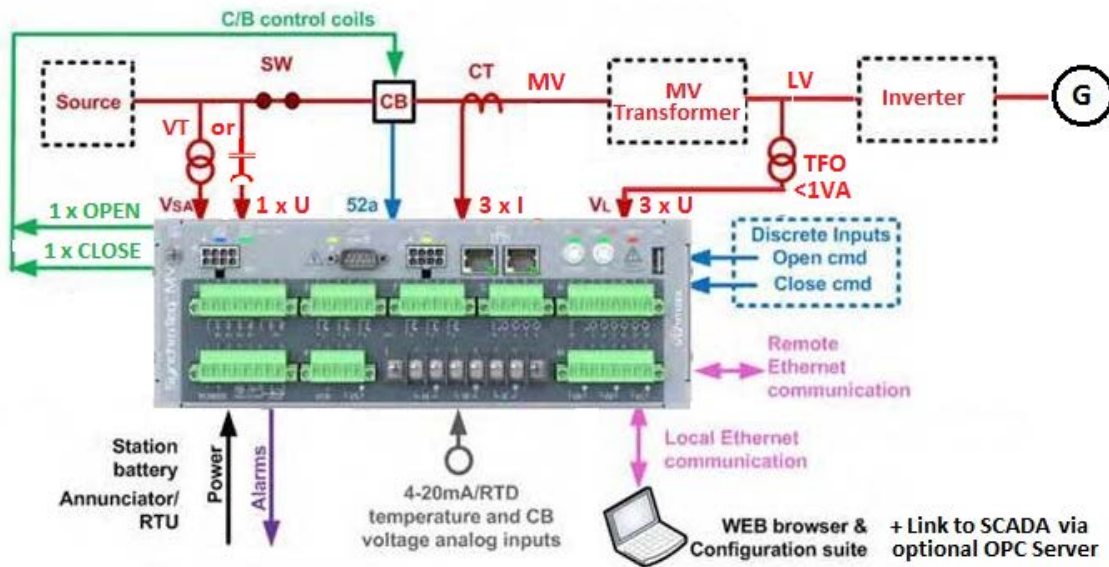 C/B control coils
SW
CT
MV
LV
Source
CB
MV
Transformer
Inverter
G
VT
or
TFO
<1VA
VSA
1 x U
52a
3 x I
VL
3 x U
1 x OPEN
1 x CLOSE
Discrete Inputs
Open cmd
Close cmd
Remote
Ethernet
communication
Local Ethernet
communication
Station
battery
Annunciator/
RTU
Power
Alarms
4-20mA/RTD
temperature and CB
voltage analog inputs
WEB browser &
Configuration suite
+ Link to SCADA via
optional OPC Server